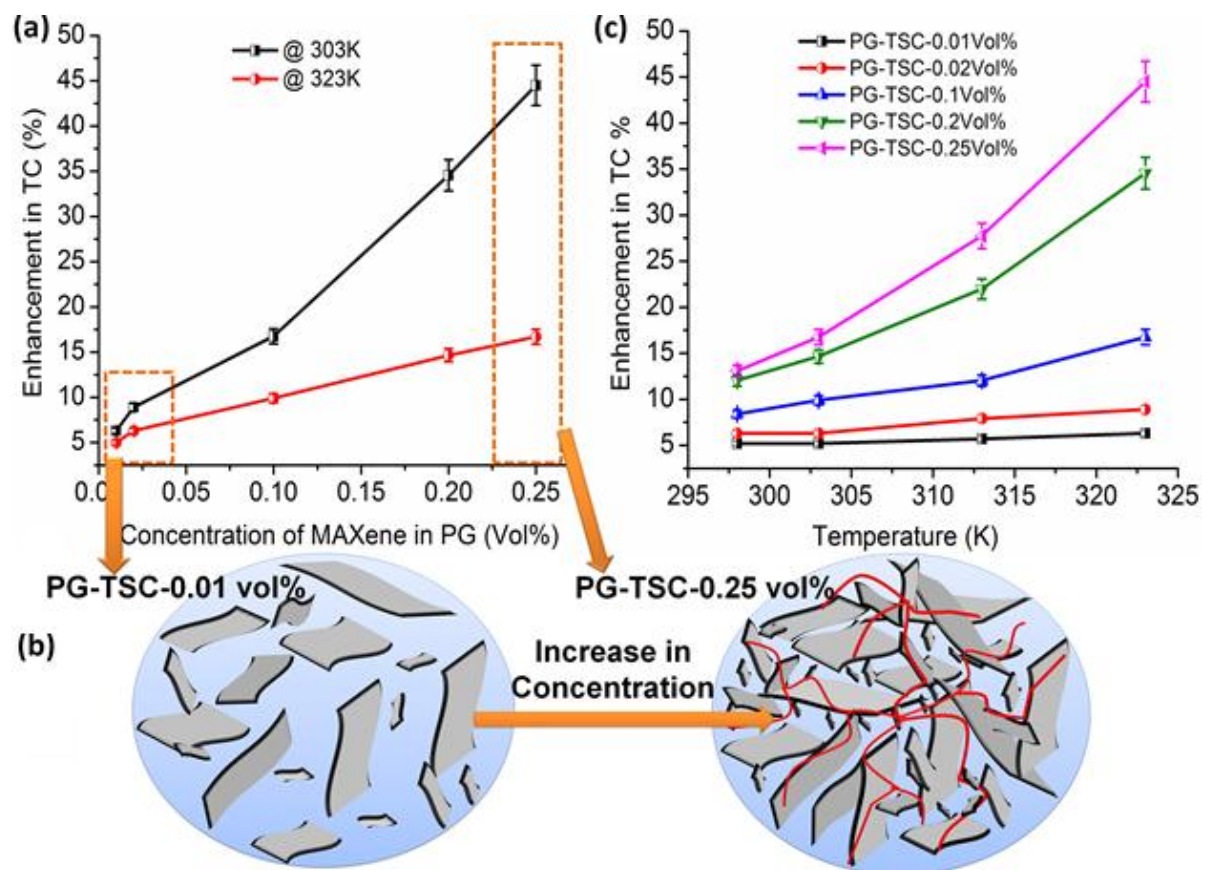 (a)
50
45
40
35
30
25
20
15
10
5
Enhancement in TC (%)
@ 303K
@ 323K
0.0
0.05
0.10
0.15
0.20
0.25
Concentration of MAXene in PG (Vol%)
(c)
50
45
40
35
30
25
20
15
10
5
Enhancement in TC %
PG-TSC-0.01Vol%
PG-TSC-0.02Vol%
PG-TSC-0.1Vol%
PG-TSC-0.2Vol%
PG-TSC-0.25Vol%
295
300
305
310
315
320
325
Temperature (K)
(b)
PG-TSC-0.01 vol%
Increase in
Concentration
PG-TSC-0.25 vol%